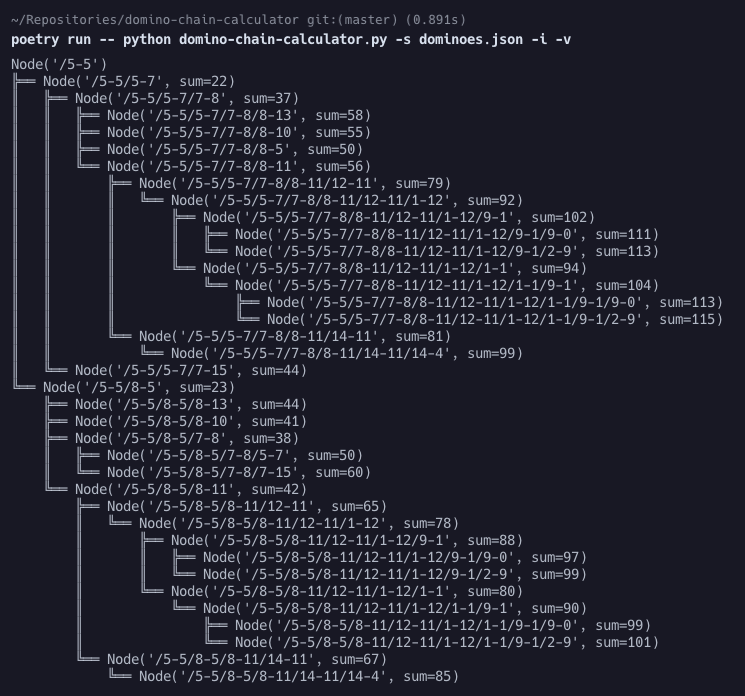 ~/Repositories/domino-chain-calculator git:(master) (0.891s)
poetry run -- python domino-chain-calculator.py -s dominoes.json -i -v
Node('/5-5')
╠══ Node('/5-5/5-7', sum=22)
║   ╠══ Node('/5-5/5-7/7-8', sum=37)
║   ║   ╠══ Node('/5-5/5-7/7-8/8-13', sum=58)
║   ║   ╠══ Node('/5-5/5-7/7-8/8-10', sum=55)
║   ║   ╠══ Node('/5-5/5-7/7-8/8-5', sum=50)
║   ║   ╚══ Node('/5-5/5-7/7-8/8-11', sum=56)
║   ║       ╠══ Node('/5-5/5-7/7-8/8-11/12-11', sum=79)
║   ║       ║   ╚══ Node('/5-5/5-7/7-8/8-11/12-11/1-12', sum=92)
║   ║       ║       ╠══ Node('/5-5/5-7/7-8/8-11/12-11/1-12/9-1', sum=102)
║   ║       ║       ║   ╠══ Node('/5-5/5-7/7-8/8-11/12-11/1-12/9-1/9-0', sum=111)
║   ║       ║       ║   ╚══ Node('/5-5/5-7/7-8/8-11/12-11/1-12/9-1/2-9', sum=113)
║   ║       ║       ╚══ Node('/5-5/5-7/7-8/8-11/12-11/1-12/1-1', sum=94)
║   ║       ║           ╚══ Node('/5-5/5-7/7-8/8-11/12-11/1-12/1-1/9-1', sum=104)
║   ║       ║               ╠══ Node('/5-5/5-7/7-8/8-11/12-11/1-12/1-1/9-1/9-0', sum=113)
║   ║       ║               ╚══ Node('/5-5/5-7/7-8/8-11/12-11/1-12/1-1/9-1/2-9', sum=115)
║   ║       ╚══ Node('/5-5/5-7/7-8/8-11/14-11', sum=81)
║   ║           ╚══ Node('/5-5/5-7/7-8/8-11/14-11/14-4', sum=99)
║   ╚══ Node('/5-5/5-7/7-15', sum=44)
╚══ Node('/5-5/8-5', sum=23)
    ╠══ Node('/5-5/8-5/8-13', sum=44)
    ╠══ Node('/5-5/8-5/8-10', sum=41)
    ╠══ Node('/5-5/8-5/7-8', sum=38)
    ║   ╠══ Node('/5-5/8-5/7-8/5-7', sum=50)
    ║   ╚══ Node('/5-5/8-5/7-8/7-15', sum=60)
    ╚══ Node('/5-5/8-5/8-11', sum=42)
        ╠══ Node('/5-5/8-5/8-11/12-11', sum=65)
        ║   ╚══ Node('/5-5/8-5/8-11/12-11/1-12', sum=78)
        ║       ╠══ Node('/5-5/8-5/8-11/12-11/1-12/9-1', sum=88)
        ║       ║   ╠══ Node('/5-5/8-5/8-11/12-11/1-12/9-1/9-0', sum=97)
        ║       ║   ╚══ Node('/5-5/8-5/8-11/12-11/1-12/9-1/2-9', sum=99)
        ║       ╚══ Node('/5-5/8-5/8-11/12-11/1-12/1-1', sum=80)
        ║           ╚══ Node('/5-5/8-5/8-11/12-11/1-12/1-1/9-1', sum=90)
        ║               ╠══ Node('/5-5/8-5/8-11/12-11/1-12/1-1/9-1/9-0', sum=99)
        ║               ╚══ Node('/5-5/8-5/8-11/12-11/1-12/1-1/9-1/2-9', sum=101)
        ╚══ Node('/5-5/8-5/8-11/14-11', sum=67)
            ╚══ Node('/5-5/8-5/8-11/14-11/14-4', sum=85)